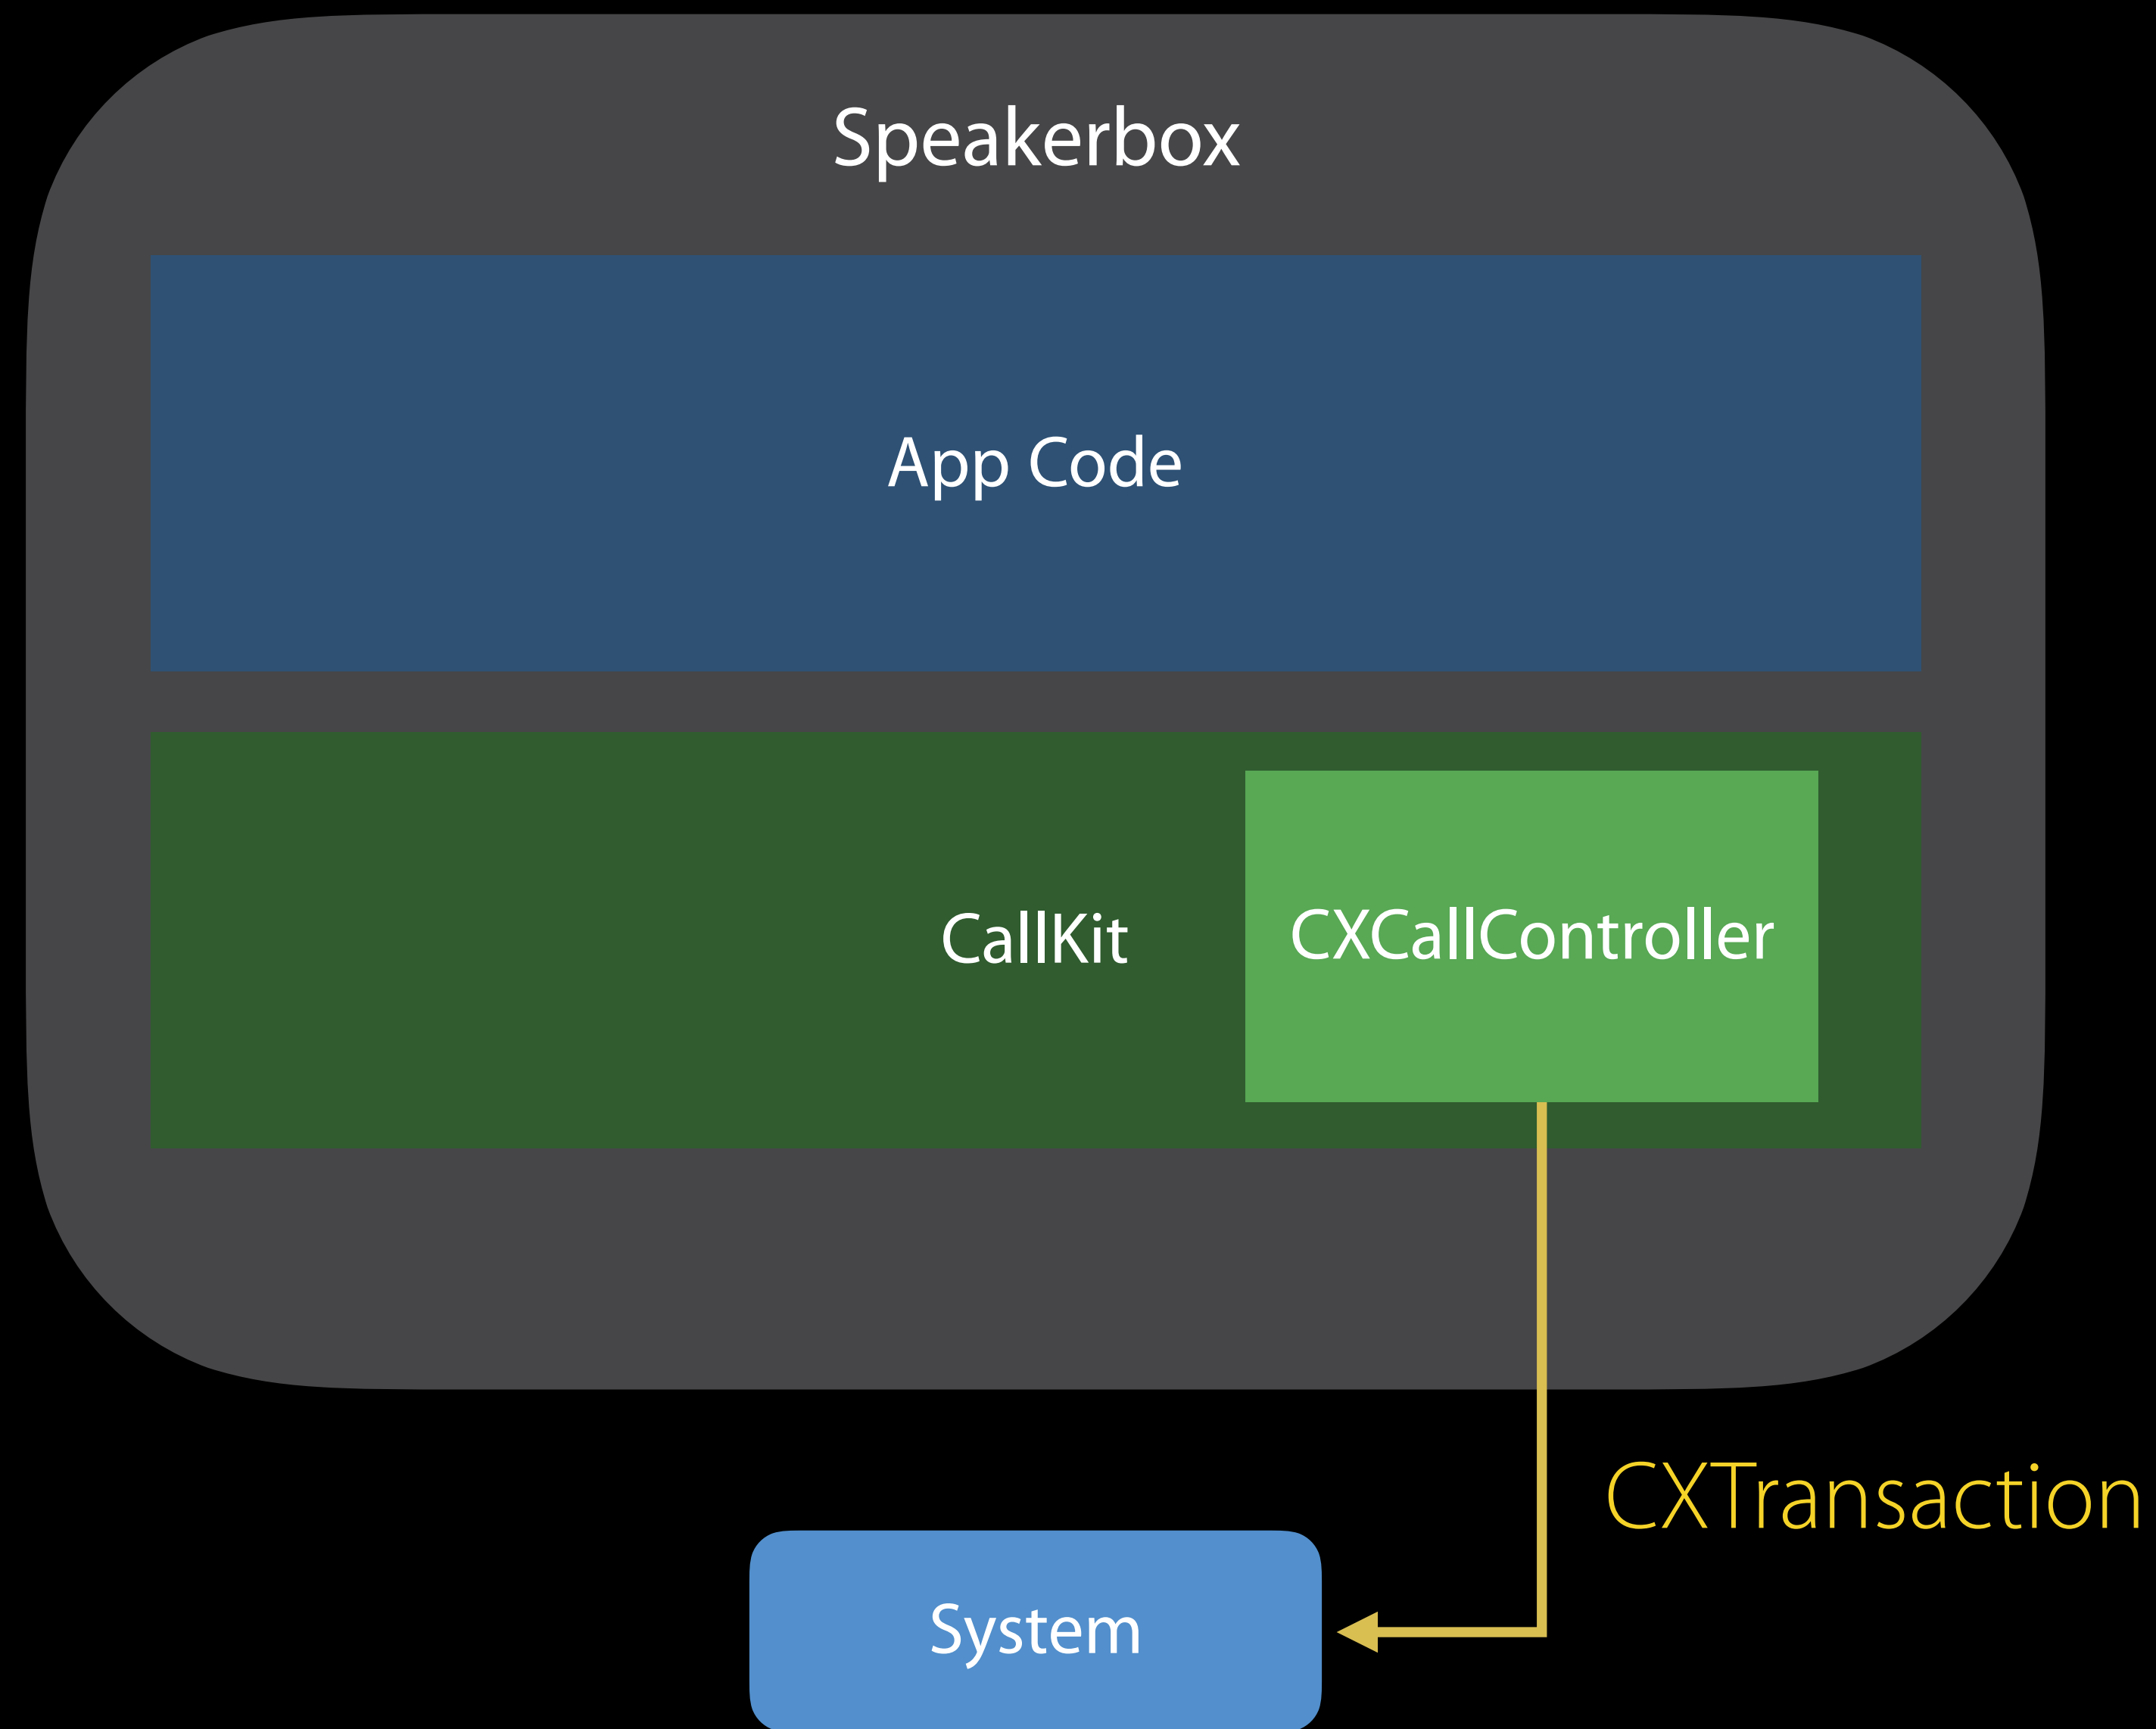 Speakerbox
App Code
CallKit
CXCallController
CXTransaction
System